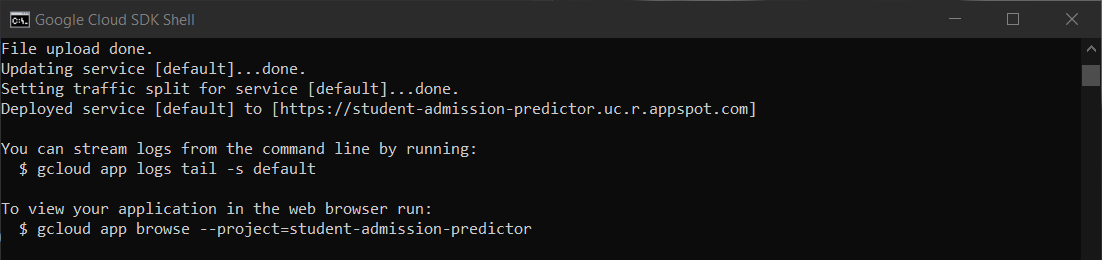 Google Cloud SDK Shell
File upload done.
Updating service [default]...done.
Setting traffic split for service [default]...done.
Deployed service [default] to [https://student-admission-predictor.uc.r.appspot.com]
You can stream logs from the command line by running:
$ gcloud app logs tail -s default
To view your application in the web browser run:
$ gcloud app browse --project=student-admission-predictor